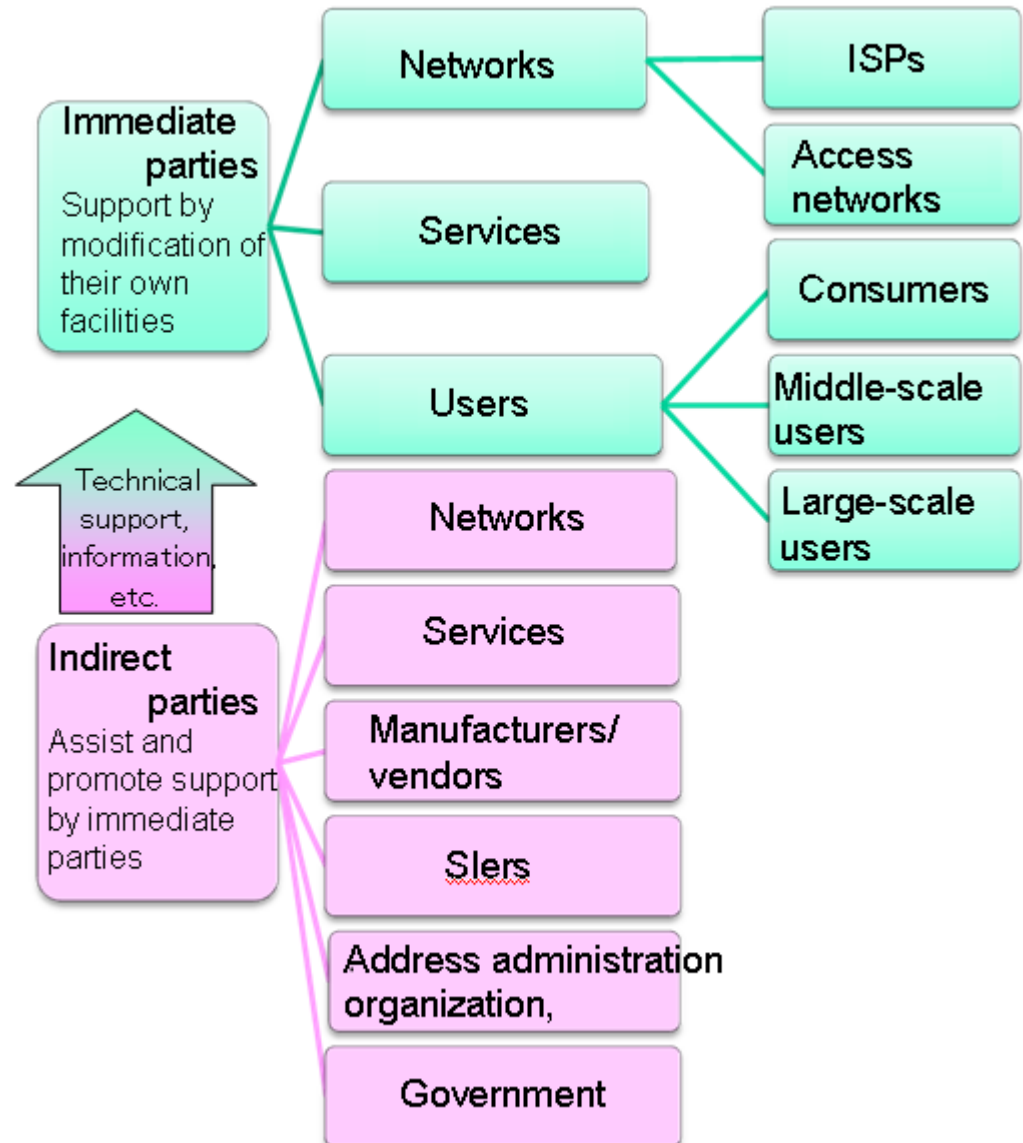 Networks
ISPs
Immediate
parties
Support by
modification of
their own
facilities
Access
networks
Services
Consumers
Users
Middle-scale
users
Large-scale
users
Technical
support,
information,
etc.
Networks
Services
Indirect
parties
Assist and
promote support
by immediate
parties
Manufacturers/
vendors
SIers
Address administration
organization,
Government